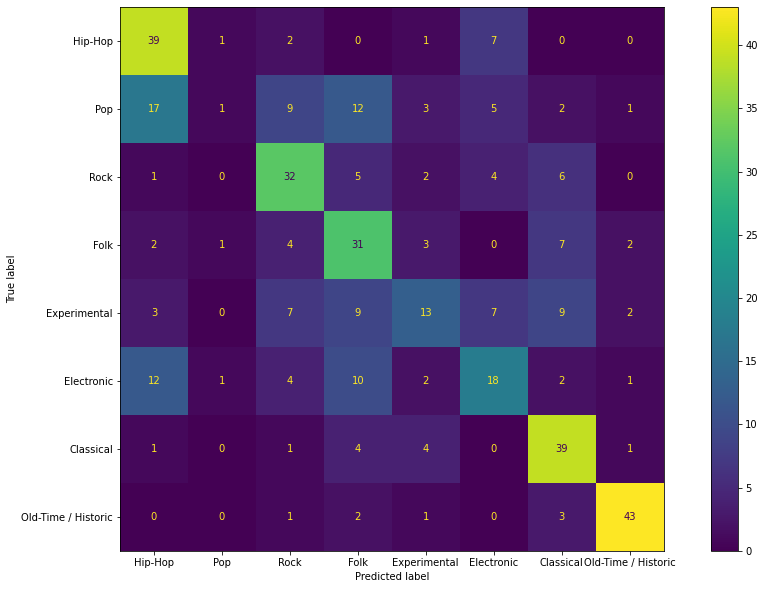 Hip-Hop 39 1 2 0 1 7 0 0
Pop 17 1 9 12 3 5 2 1
Rock 1 0 32 5 2 4 6 0
Folk 2 1 4 31 3 0 7 2
Experimental 3 0 7 9 13 7 9 2
Electronic 12 1 4 10 2 18 2 1
Classical 1 0 1 4 4 0 39 1
Old-Time / Historic 0 0 1 2 1 0 3 43
Hip-Hop Pop Rock Folk Experimental Electronic Classical Old-Time / Historic
Predicted label
True label
40
35
30
25
20
15
10
5
0